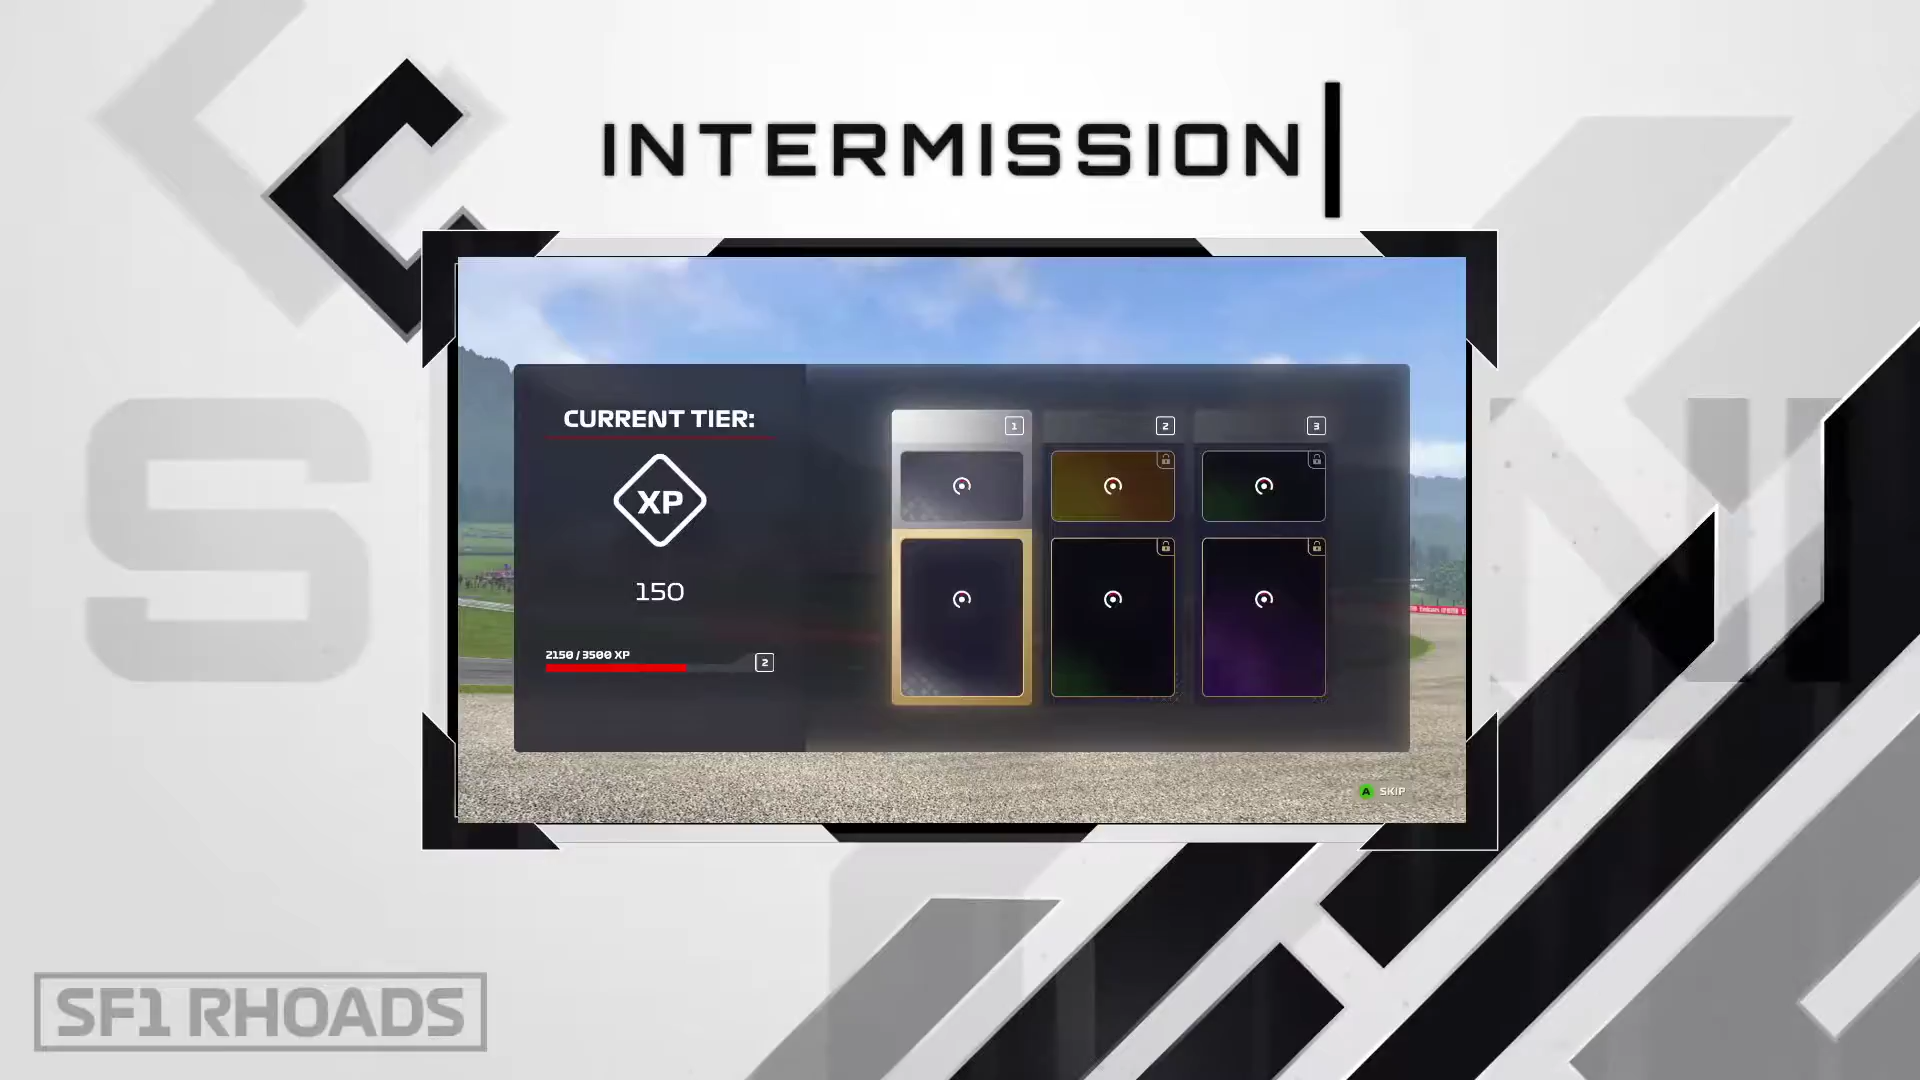 INTERMISSION
CURRENT TIER:
XP
150
2150 / 3500 XP
2
1
2
3
A SKIP
SF1 RHOADS